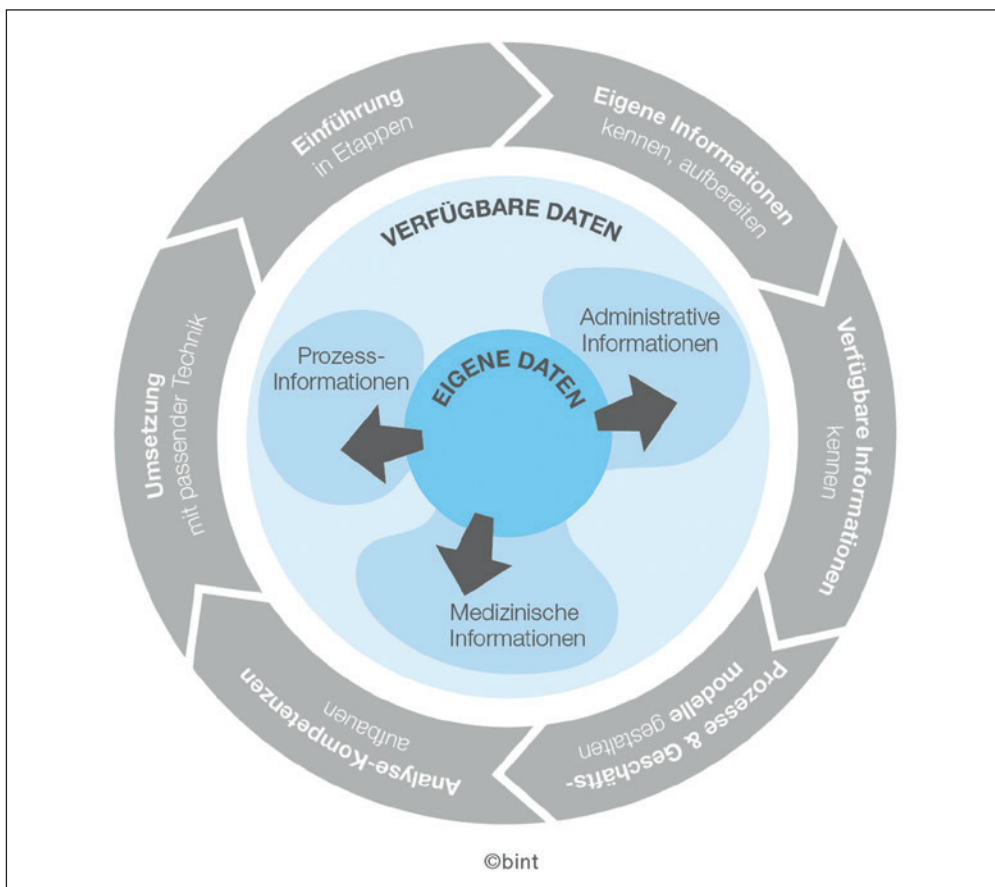 Einführung
in Etappen
Eigene Informationen
kennen, aufbereiten
Verfügbare Informationen
kennen
Prozesse & Geschäfts-
modelle gestalten
Analyse-Kompetenzen
aufbauen
Umsetzung
mit passender Technik
VERFÜGBARE DATEN
Administrative
Informationen
Prozess-
Informationen
EIGENE DATEN
Medizinische
Informationen
©bint